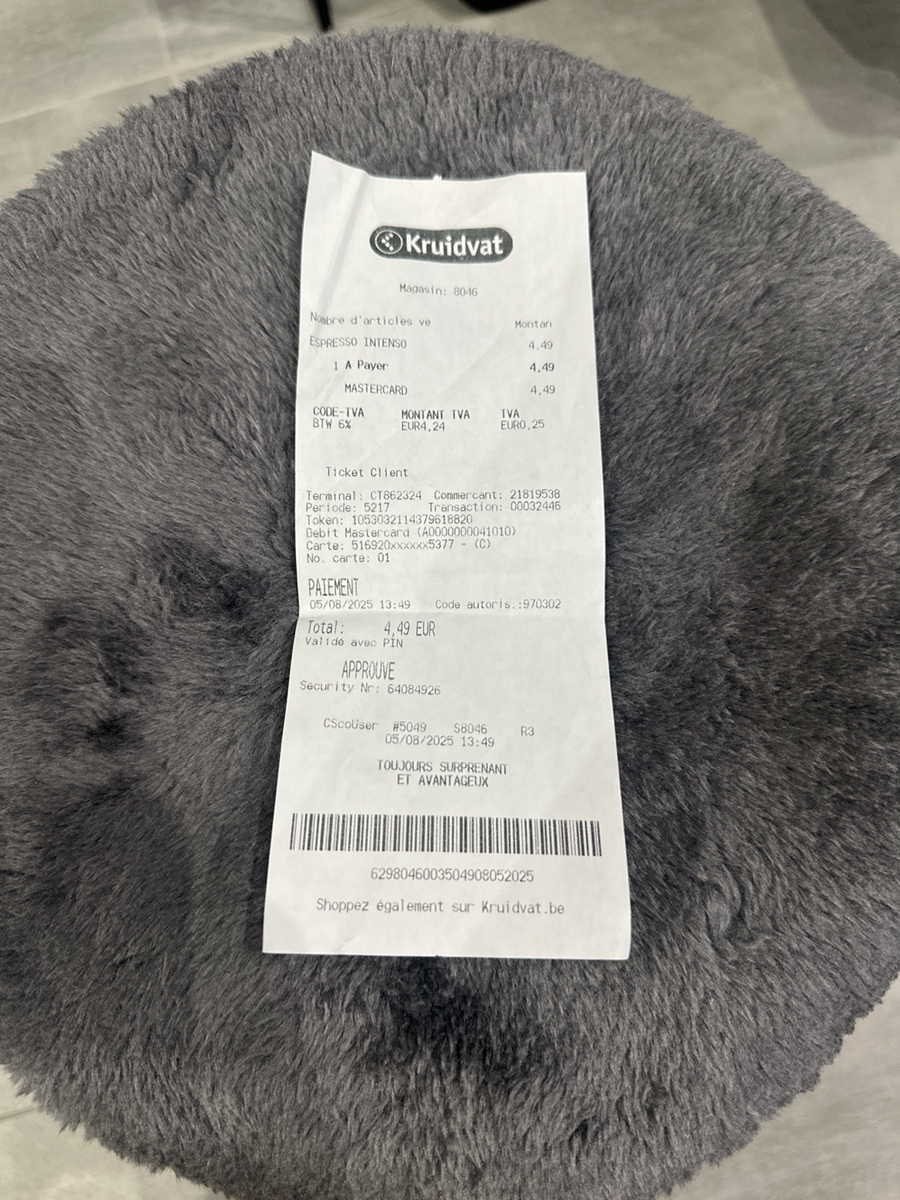 Kruidvat
Magasin: 8046
Nombre d'articles ve Montan
ESPRESSO INTENSO 4,49
1 A Payer 4,49
MASTERCARD 4,49
CODE-TVA MONTANT TVA TVA
BTW 6% EUR4,24 EUR0,25
Ticket Client
Terminal: CT862324 Commercant: 21819538
Periode: 5217 Transaction: 00032446
Token: 1053032114379618820
Debit Mastercard (A0000000041010)
Carte: 516920xxxxxx5377 - (C)
No. carte: 01
PAIEMENT
05/08/2025 13:49 Code autoris.:970302
Total: 4,49 EUR
Validé avec PIN
APPROUVE
Security Nr: 64084926
CScoUser #5049 S8046 R3
05/08/2025 13:49
TOUJOURS SURPRENANT
ET AVANTAGEUX
6298046003504908052025
Shoppez également sur Kruidvat.be